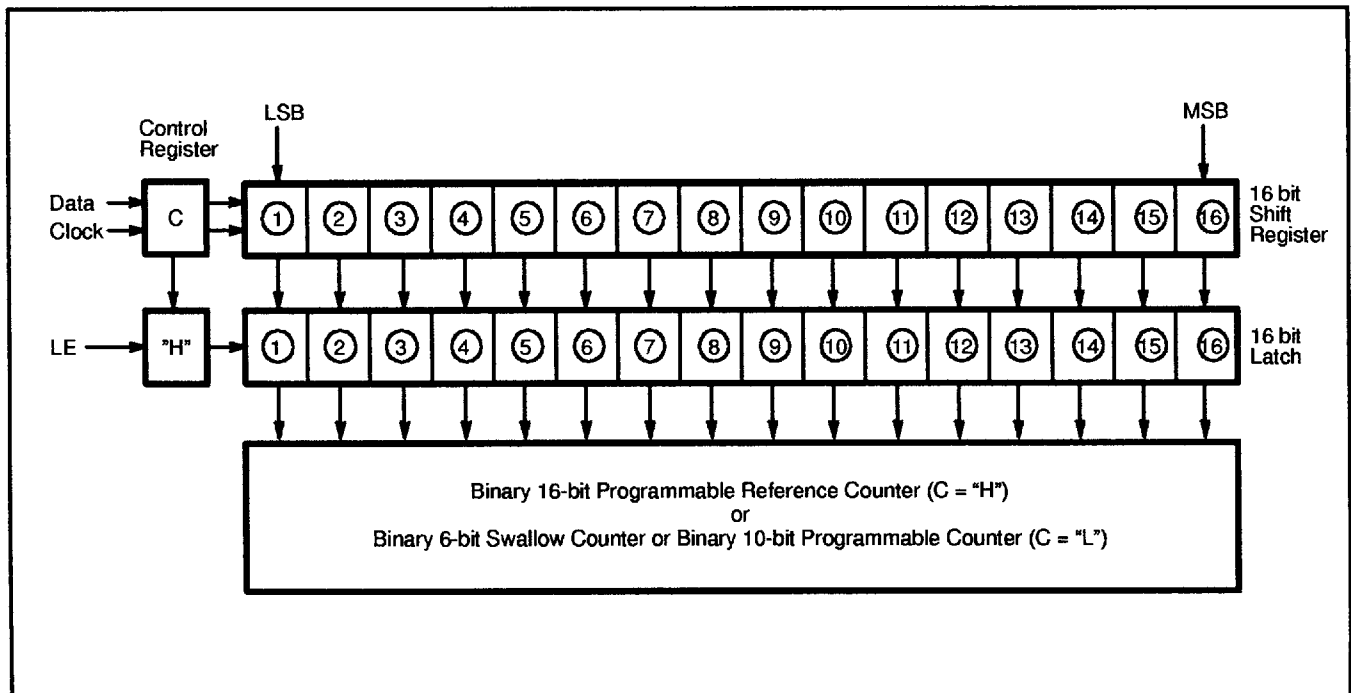 LSB
MSB
Control
Register
Data
Clock
C
① ② ③ ④ ⑤ ⑥ ⑦ ⑧ ⑨ ⑩ ⑪ ⑫ ⑬ ⑭ ⑮ ⑯
16 bit
Shift
Register
LE
"H"
① ② ③ ④ ⑤ ⑥ ⑦ ⑧ ⑨ ⑩ ⑪ ⑫ ⑬ ⑭ ⑮ ⑯
16 bit
Latch
Binary 16-bit Programmable Reference Counter (C = "H")
or
Binary 6-bit Swallow Counter or Binary 10-bit Programmable Counter (C = "L")